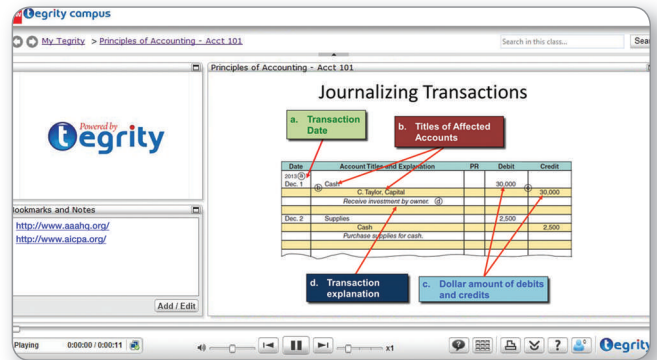 tegrity campus
My Tegrity > Principles of Accounting - Acct 101
Search in this class...
Principles of Accounting - Acct 101
Powered by
tegrity
Bookmarks and Notes
http://www.aaahq.org/
http://www.aicpa.org/
Add / Edit
Journalizing Transactions
a. Transaction
Date
b. Titles of Affected
Accounts
Date Account Titles and Explanation PR Debit Credit
2013 a
Dec. 1 b Cash 30,000 c
C. Taylor, Capital 30,000
Receive investment by owner. d
Dec. 2 Supplies 2,500
Cash 2,500
Purchase supplies for cash.
d. Transaction
explanation
c. Dollar amount of debits
and credits
Playing 0:00:00 / 0:00:11 x1
? ?
tegrity